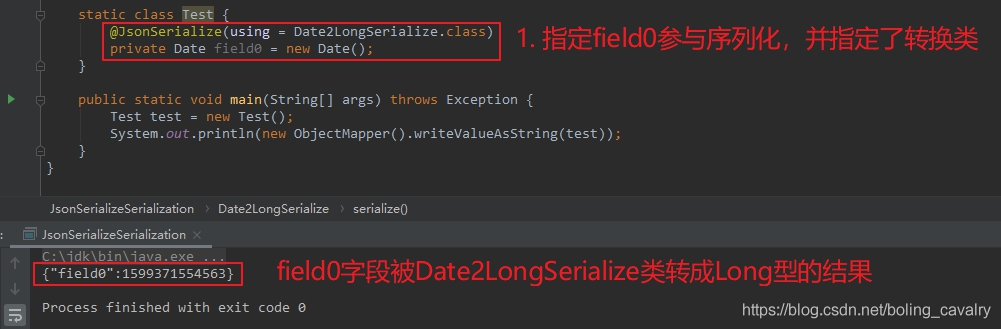 static class Test {
@JsonSerialize(using = Date2LongSerialize.class)
private Date field0 = new Date();
1. 指定field0参与序列化，并指定了转换类
}
public static void main(String[] args) throws Exception {
Test test = new Test();
System.out.println(new ObjectMapper().writeValueAsString(test));
}
}
JsonSerializeSerialization › Date2LongSerialize › serialize()
JsonSerializeSerialization ×
C:\jdk\bin\java.exe ...
{"field0":1599371554563}
field0字段被Date2LongSerialize类转成Long型的结果
Process finished with exit code 0
https://blog.csdn.net/boling_cavalry